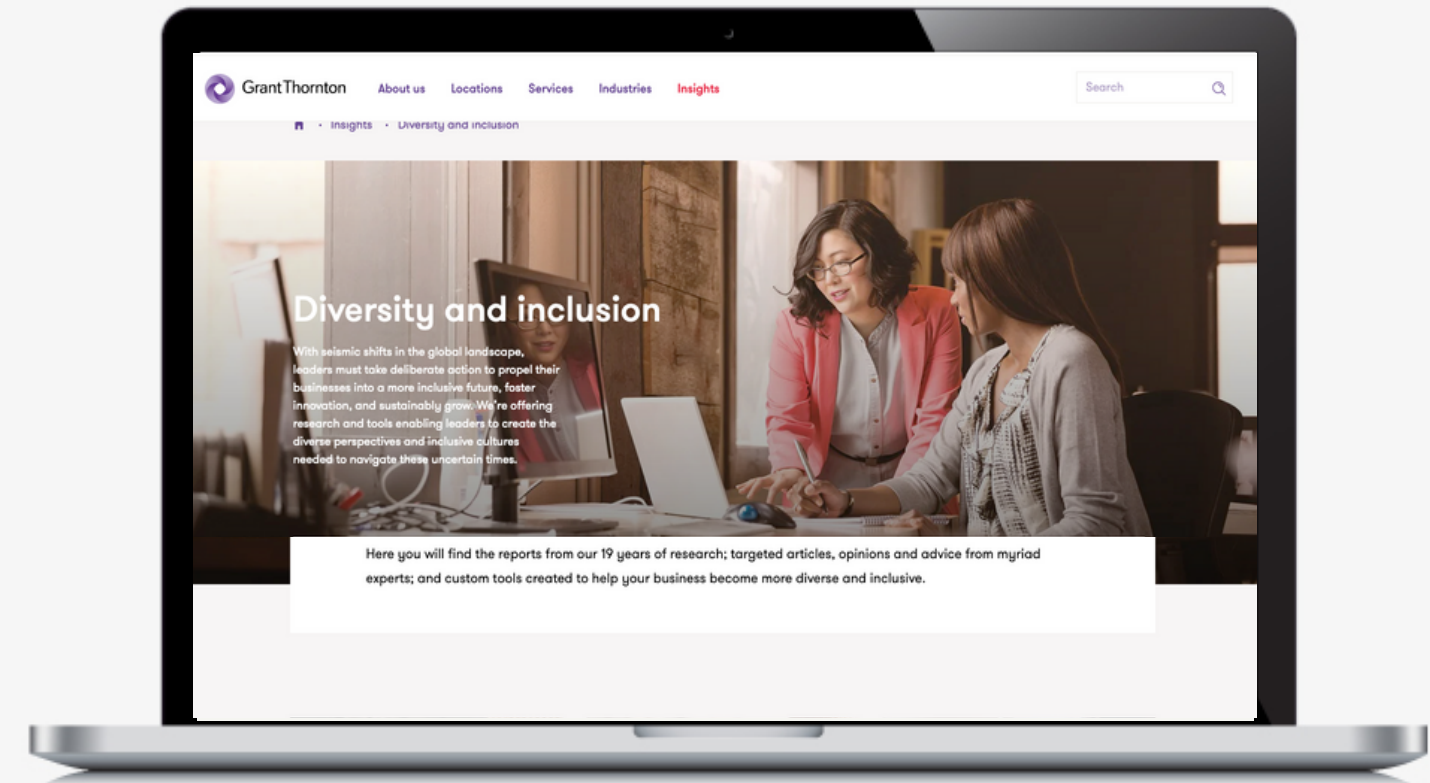 Grant Thornton About us Locations Services Industries Insights Search
Insights Diversity and inclusion
Diversity and inclusion
With seismic shifts in the global landscape,
leaders must take deliberate action to propel their
businesses into a more inclusive future, foster
innovation, and sustainably grow. We're offering
research and tools enabling leaders to create the
diverse perspectives and inclusive cultures
needed to navigate these uncertain times.
Here you will find the reports from our 19 years of research; targeted articles, opinions and advice from myriad
experts; and custom tools created to help your business become more diverse and inclusive.